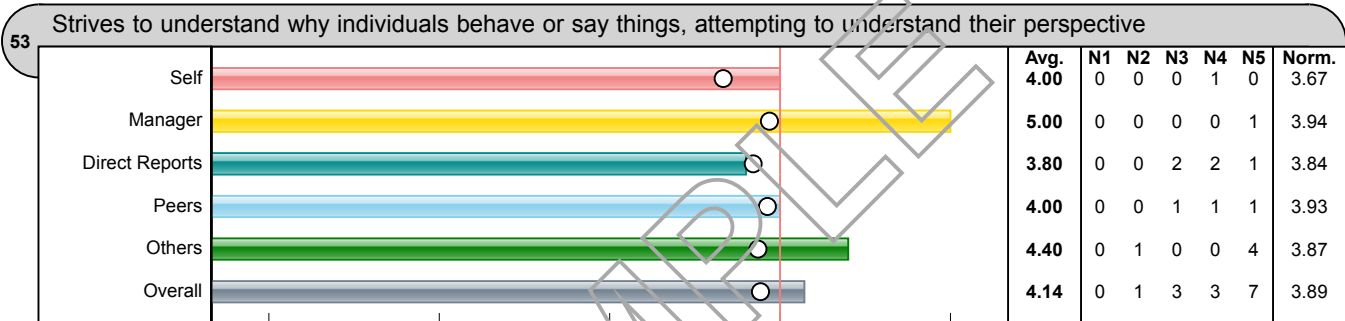 53 Strives to understand why individuals behave or say things, attempting to understand their perspective
Avg. N1 N2 N3 N4 N5 Norm.
Self 4.00 0 0 0 1 0 3.67
Manager 5.00 0 0 0 0 1 3.94
Direct Reports 3.80 0 0 2 2 1 3.84
Peers 4.00 0 0 1 1 1 3.93
Others 4.40 0 1 0 0 4 3.87
Overall 4.14 0 1 3 3 7 3.89